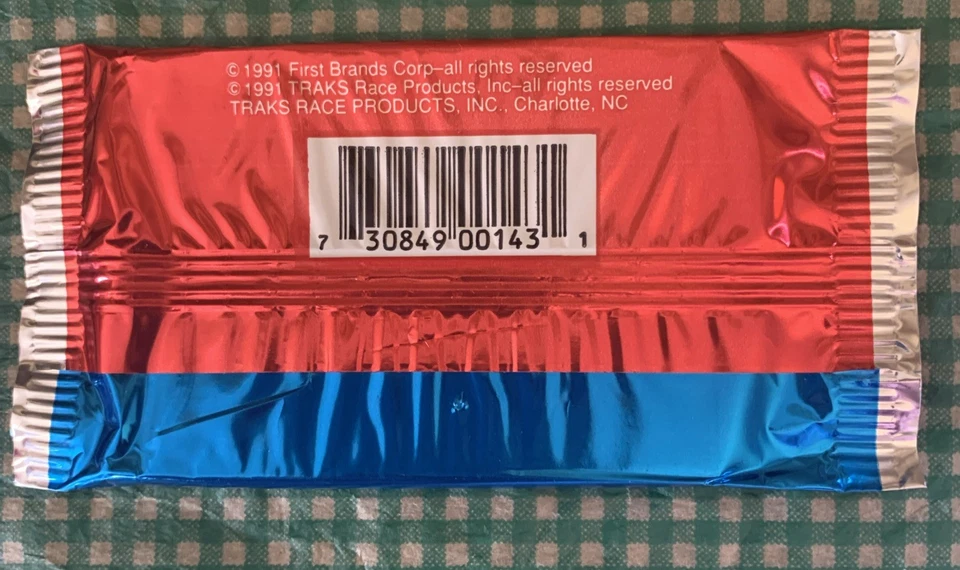 © 1991 First Brands Corp–all rights reserved
© 1991 TRAKS Race Products, Inc–all rights reserved
TRAKS RACE PRODUCTS, INC., Charlotte, NC
7 30849 00143 1